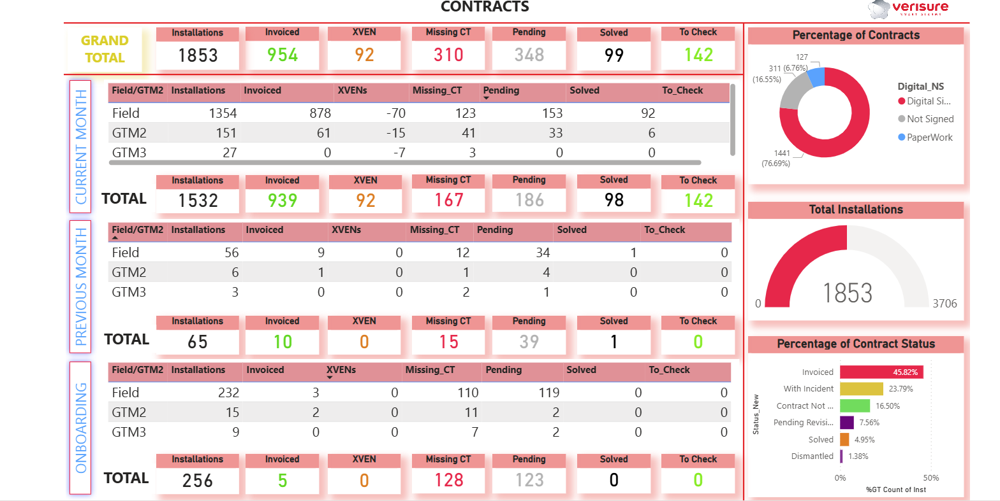 CONTRACTS
verisure
SMART ALARMS
GRAND TOTAL
Installations Invoiced XVEN Missing CT Pending Solved To Check
1853 954 92 310 348 99 142
CURRENT MONTH
Field/GTM2 Installations Invoiced XVENs Missing_CT Pending Solved To_Check
Field 1354 878 -70 123 153 92
GTM2 151 61 -15 41 33 6
GTM3 27 0 -7 3 0 0
Installations Invoiced XVEN Missing CT Pending Solved To Check
TOTAL 1532 939 92 167 186 98 142
PREVIOUS MONTH
Field/GTM2 Installations Invoiced XVENs Missing_CT Pending Solved To_Check
Field 56 9 0 12 34 1 0
GTM2 6 1 0 1 4 0 0
GTM3 3 0 0 2 1 0 0
Installations Invoiced XVEN Missing CT Pending Solved To Check
TOTAL 65 10 0 15 39 1 0
ONBOARDING
Field/GTM2 Installations Invoiced XVENs Missing_CT Pending Solved To_Check
Field 232 3 0 110 119 0 0
GTM2 15 2 0 11 2 0 0
GTM3 9 0 0 7 2 0 0
Installations Invoiced XVEN Missing CT Pending Solved To Check
TOTAL 256 5 0 128 123 0 0
Percentage of Contracts
127
(6.76%)
311
(16.55%)
1441
(76.69%)
Digital_NS
Digital Si...
Not Signed
PaperWork
Total Installations
1853
0 3706
Percentage of Contract Status
Status_New
Invoiced 45.82%
With Incident 23.79%
Contract Not ... 16.50%
Pending Revisi... 7.56%
Solved 4.95%
Dismantled 1.38%
0% 50%
%GT Count of Inst